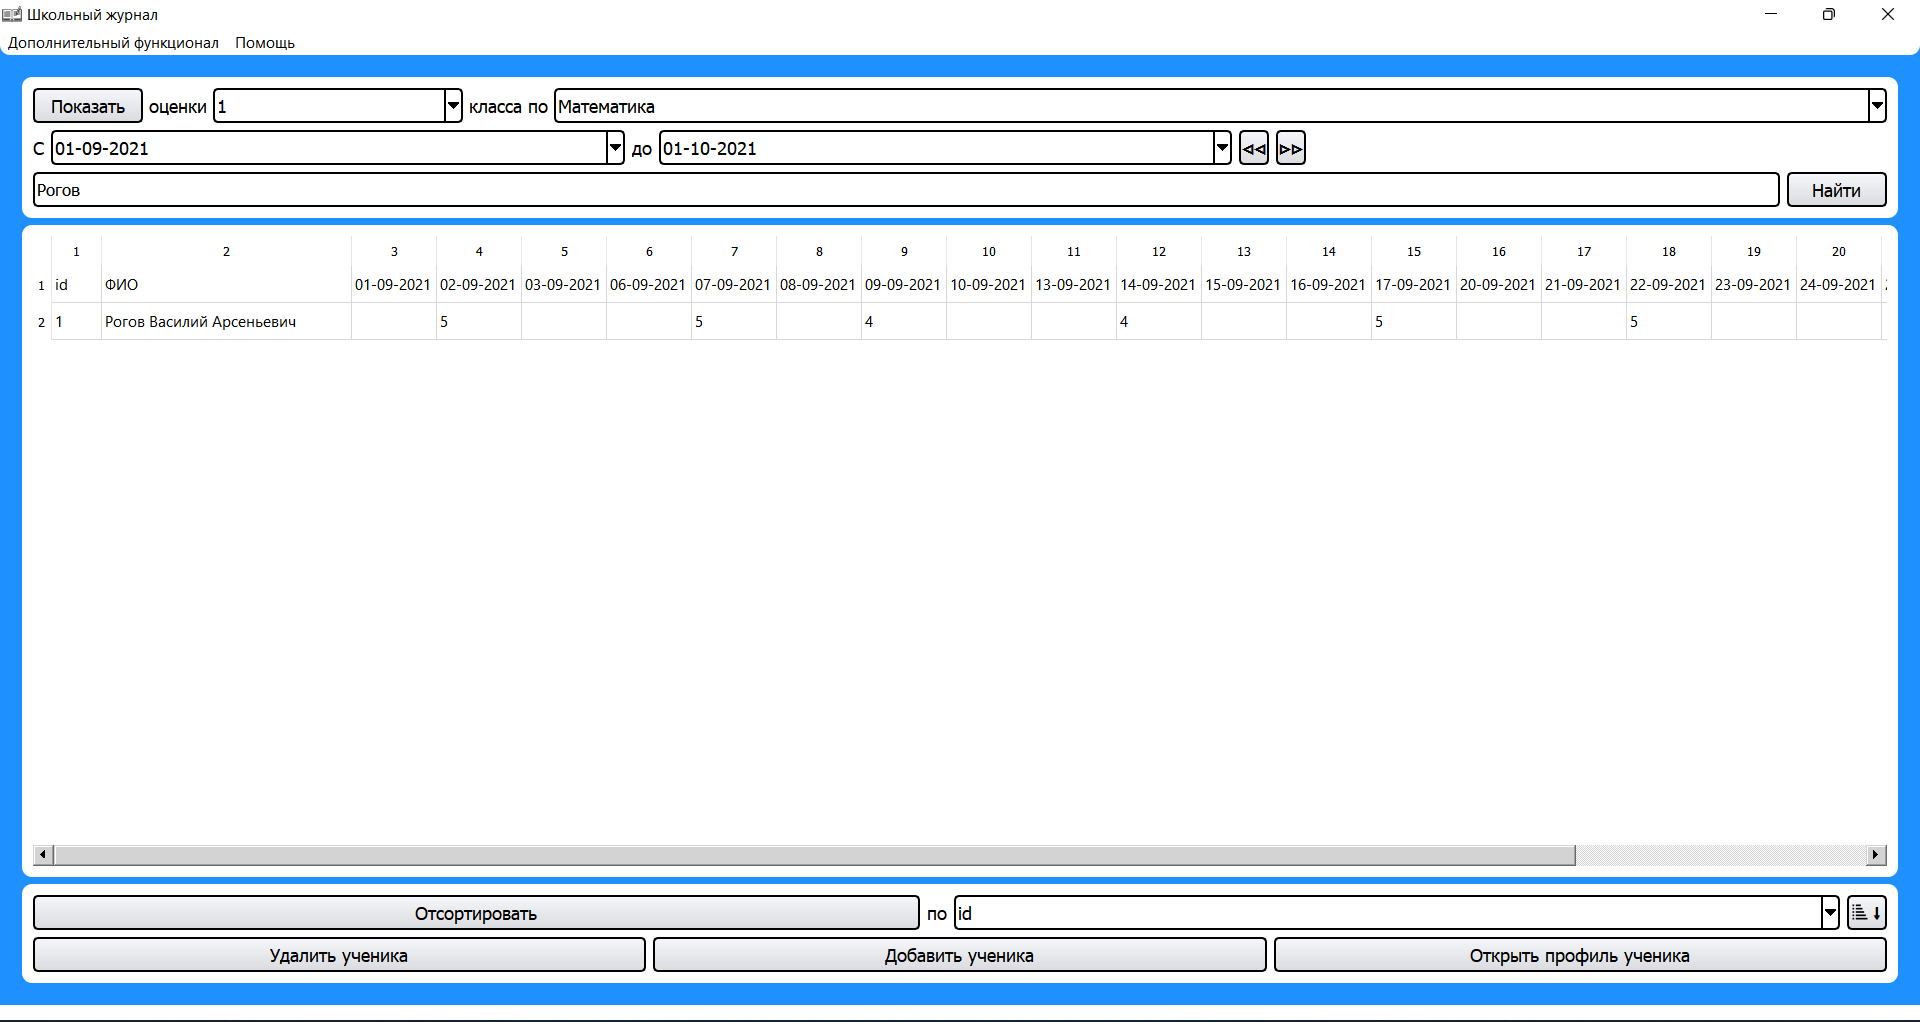 Школьный журнал
Дополнительный функционал Помощь
Показать оценки 1 класса по Математика
С 01-09-2021 до 01-10-2021
Рогов Найти
1 2 3 4 5 6 7 8 9 10 11 12 13 14 15 16 17 18 19 20
1 id ФИО 01-09-2021 02-09-2021 03-09-2021 06-09-2021 07-09-2021 08-09-2021 09-09-2021 10-09-2021 13-09-2021 14-09-2021 15-09-2021 16-09-2021 17-09-2021 20-09-2021 21-09-2021 22-09-2021 23-09-2021 24-09-2021
2 1 Рогов Василий Арсеньевич 5 5 4 4 5 5
Отсортировать по id
Удалить ученика Добавить ученика Открыть профиль ученика